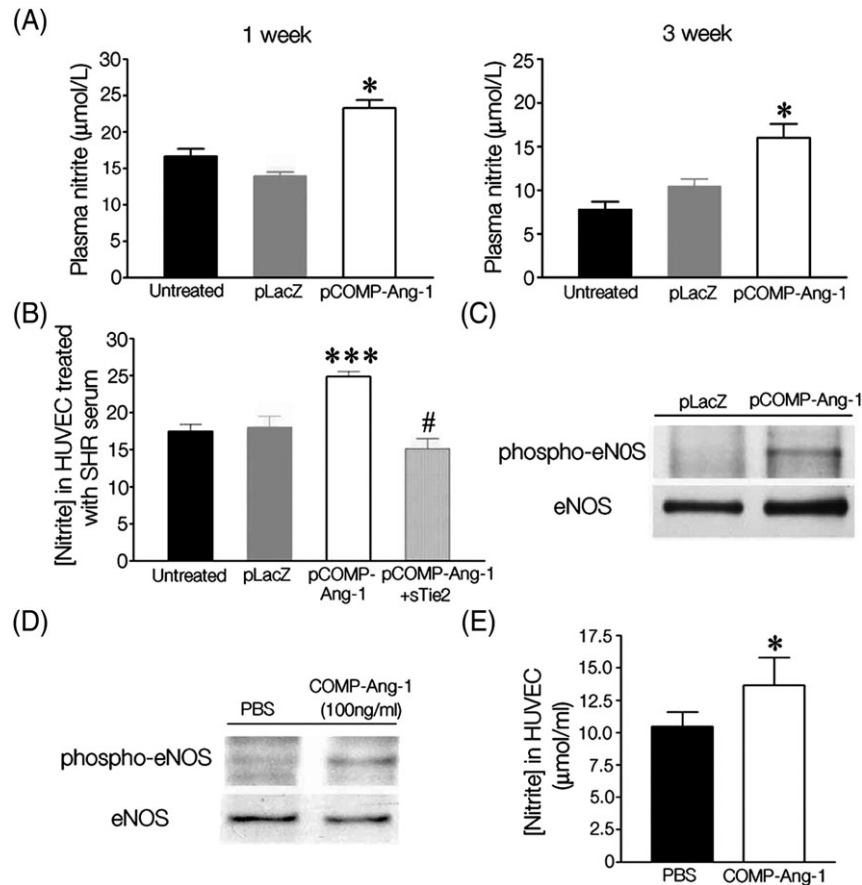 (A)
1 week
Plasma nitrite (µmol/L)
30
25
20
15
10
5
0
*
Untreated
pLacZ
pCOMP-Ang-1
3 week
Plasma nitrite (µmol/L)
25
20
15
10
5
0
*
Untreated
pLacZ
pCOMP-Ang-1
(B)
[Nitrite] in HUVEC treated
with SHR serum
30
25
20
15
10
5
0
***
#
Untreated
pLacZ
pCOMP-
Ang-1
pCOMP-Ang-1
+sTie2
(C)
pLacZ
pCOMP-Ang-1
phospho-eN0S
eNOS
(D)
PBS
COMP-Ang-1
(100ng/ml)
phospho-eNOS
eNOS
(E)
[Nitrite] in HUVEC
(µmol/ml)
17.5
15.0
12.5
10.0
7.5
5.0
2.5
0
*
PBS
COMP-Ang-1